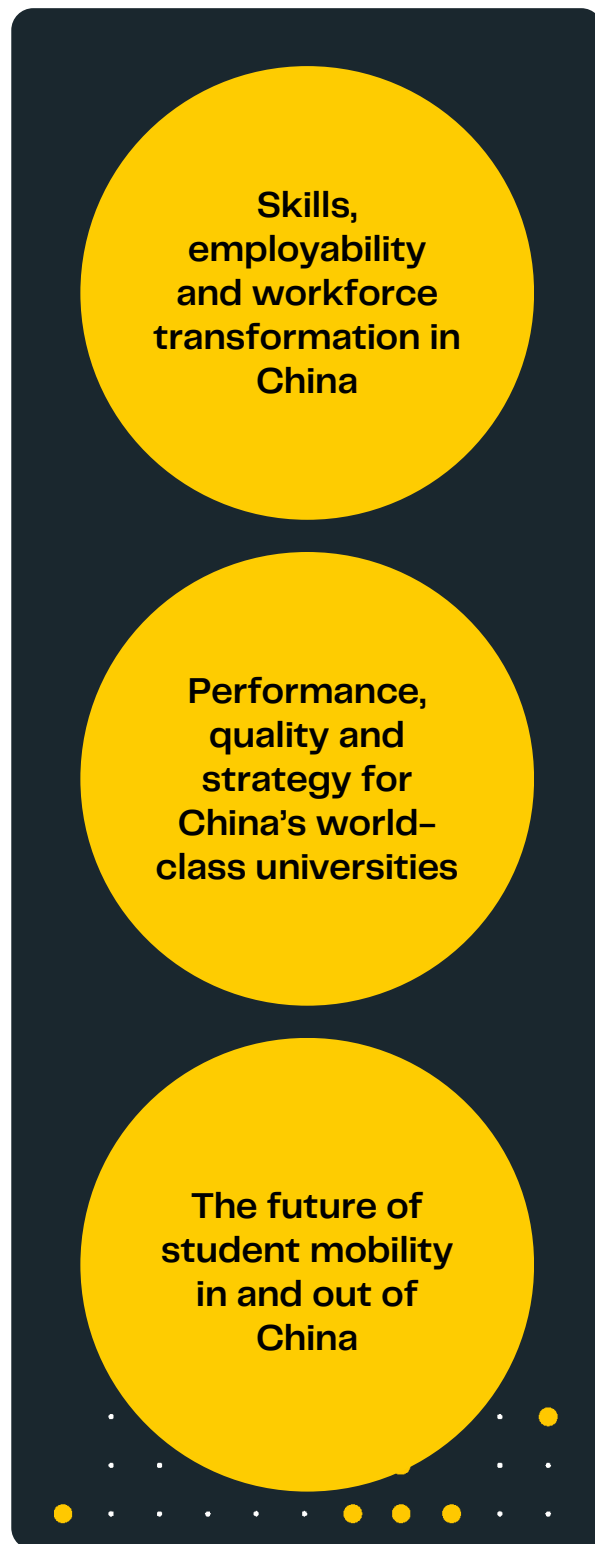 Skills,
employability
and workforce
transformation in
China
Performance,
quality and
strategy for
China’s world–
class universities
The future of
student mobility
in and out of
China